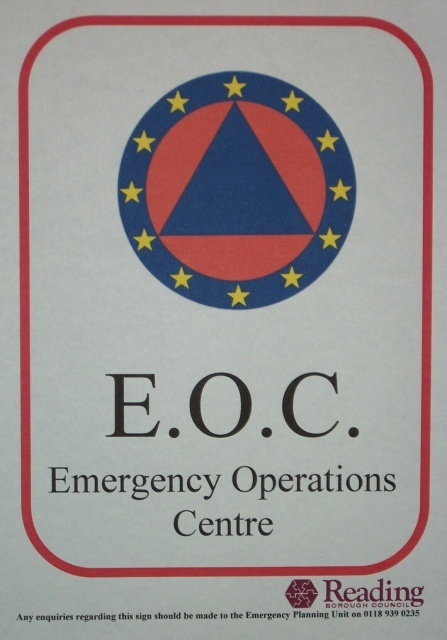 E.O.C.
Emergency Operations
Centre
Reading
BOROUGH COUNCIL
Any enquiries regarding this sign should be made to the Emergency Planning Unit on 0118 939 0235